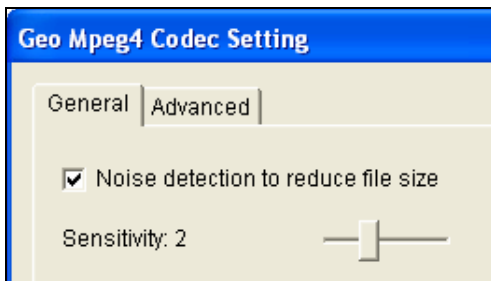 Geo Mpeg4 Codec Setting
General Advanced
Noise detection to reduce file size
Sensitivity: 2